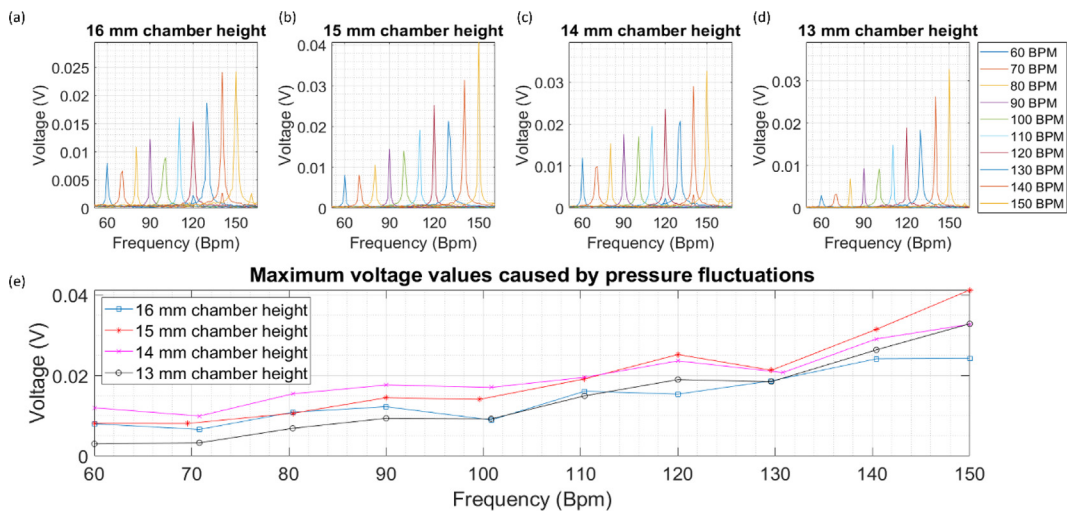 (a)
16 mm chamber height
0.025
0.02
0.015
0.01
0.005
0
Voltage (V)
60
90
120
150
Frequency (Bpm)
(b)
15 mm chamber height
0.04
0.03
0.02
0.01
0
Voltage (V)
60
90
120
150
Frequency (Bpm)
(c)
14 mm chamber height
0.03
0.02
0.01
0
Voltage (V)
60
90
120
150
Frequency (Bpm)
(d)
13 mm chamber height
0.03
0.02
0.01
0
Voltage (V)
60
90
120
150
Frequency (Bpm)
60 BPM
70 BPM
80 BPM
90 BPM
100 BPM
110 BPM
120 BPM
130 BPM
140 BPM
150 BPM
(e)
Maximum voltage values caused by pressure fluctuations
16 mm chamber height
15 mm chamber height
14 mm chamber height
13 mm chamber height
0.04
0.02
0
Voltage (V)
60
70
80
90
100
110
120
130
140
150
Frequency (Bpm)